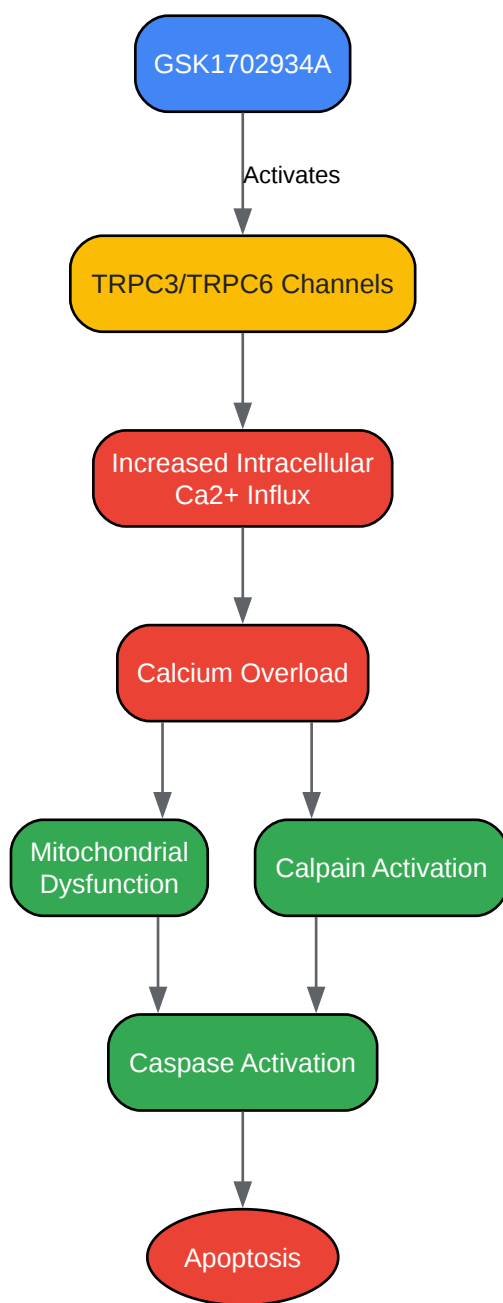 GSK1702934A
Activates
TRPC3/TRPC6 Channels
Increased Intracellular
Ca2+ Influx
Calcium Overload
Mitochondrial
Dysfunction
Calpain Activation
Caspase Activation
Apoptosis